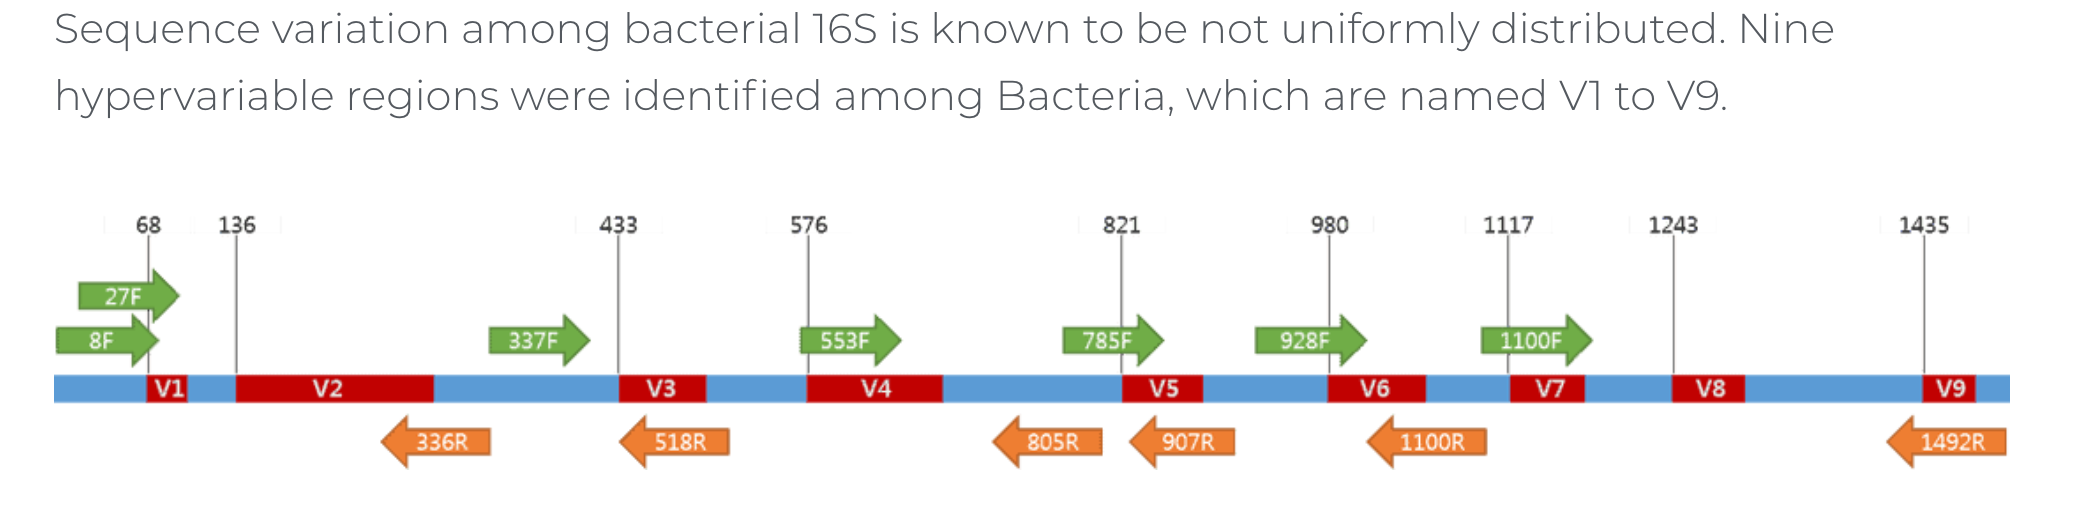 Sequence variation among bacterial 16S is known to be not uniformly distributed. Nine
hypervariable regions were identified among Bacteria, which are named V1 to V9.
68 136 433 576 821 980 1117 1243 1435
27F
8F 337F 553F 785F 928F 1100F
V1 V2 V3 V4 V5 V6 V7 V8 V9
336R 518R 805R 907R 1100R 1492R